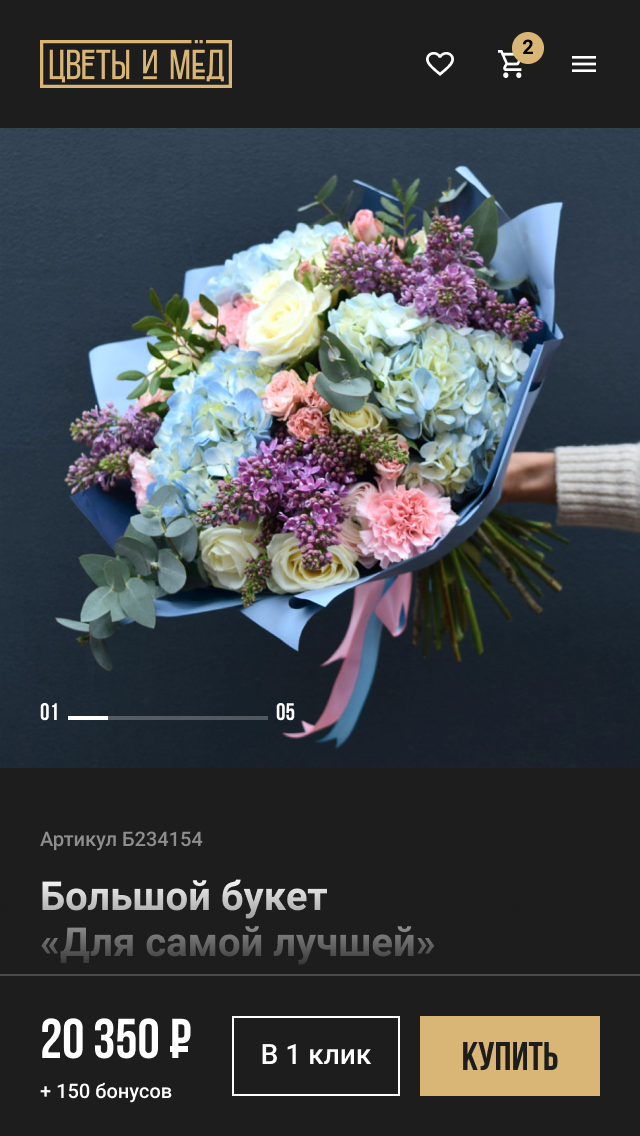 ЦВЕТЫ И МЁД
2
01
05
Артикул Б234154
Большой букет
«Для самой лучшей»
20 350 ₽
+ 150 бонусов
В 1 клик
КУПИТЬ